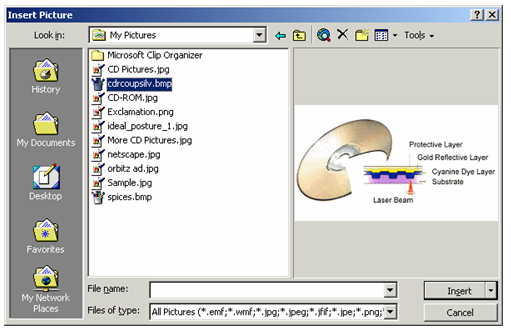 Insert Picture
Look in:
My Pictures
Tools
History
My Documents
Desktop
Favorites
My Network
Places
Microsoft Clip Organizer
CD Pictures.jpg
cdrcoupsilv.bmp
CD-ROM.jpg
Exclamation.png
ideal_posture_1.jpg
More CD Pictures.jpg
netscape.jpg
orbitz ad.jpg
Sample.jpg
spices.bmp
Protective Layer
Gold Reflective Layer
Cyanine Dye Layer
Substrate
Laser Beam
File name:
Insert
Files of type:
All Pictures (*.emf;*.wmf;*.jpg;*.jpeg;*.jfif;*.jpe;*.png;
Cancel